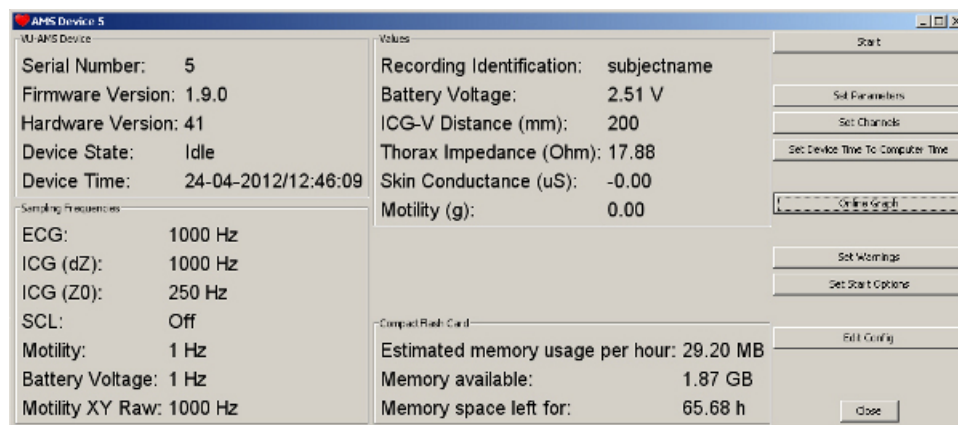 AMS Device 5
VU-AMS Device
Serial Number: 5
Firmware Version: 1.9.0
Hardware Version: 41
Device State: Idle
Device Time: 24-04-2012/12:46:09
Sampling Frequencies
ECG: 1000 Hz
ICG (dZ): 1000 Hz
ICG (Z0): 250 Hz
SCL: Off
Motility: 1 Hz
Battery Voltage: 1 Hz
Motility XY Raw: 1000 Hz
Values
Recording Identification: subjectname
Battery Voltage: 2.51 V
ICG-V Distance (mm): 200
Thorax Impedance (Ohm): 17.88
Skin Conductance (uS): -0.00
Motility (g): 0.00
Compact Flash Card
Estimated memory usage per hour: 29.20 MB
Memory available: 1.87 GB
Memory space left for: 65.68 h
Start
Set Parameters
Set Channels
Set Device Time To Computer Time
Online Graph
Set Warnings
Set Start Options
Edit Config
Close